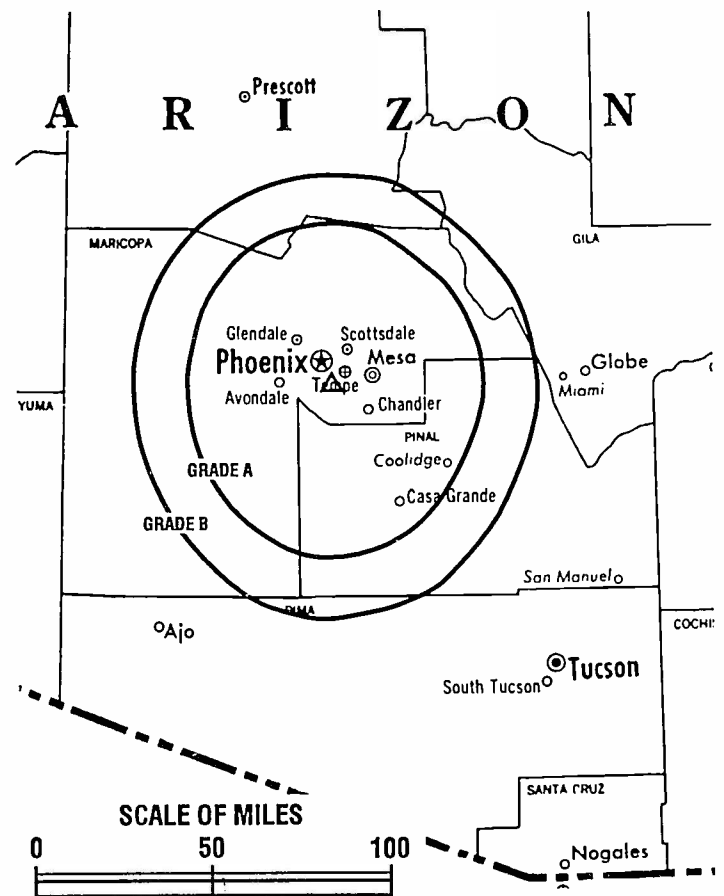 Prescott
A R I Z O N
MARICOPA
GILA
Glendale
Scottsdale
Phoenix
Mesa
Globe
Miami
Tempe
Avondale
YUMA
Chandler
PINAL
Coolidge
GRADE A
Casa Grande
GRADE B
San Manuel
PIMA
COCHIS
Ajo
Tucson
South Tucson
SANTA CRUZ
SCALE OF MILES
0 50 100
Nogales